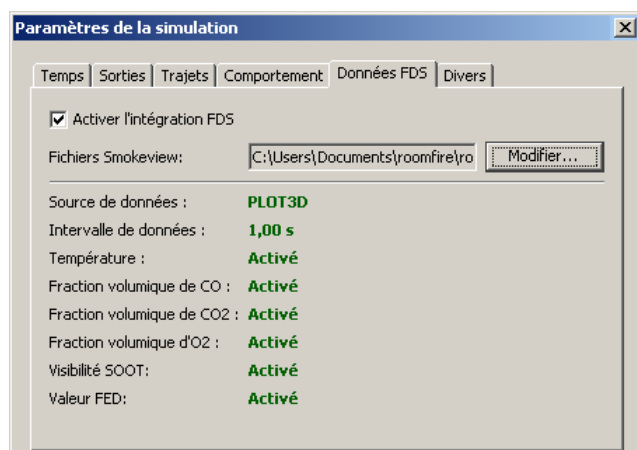 Paramètres de la simulation
Temps Sorties Trajets Comportement Données FDS Divers
Activer l'intégration FDS
Fichiers Smokeview: C:\Users\Documents\roomfire\ro Modifier...
Source de données : PLOT3D
Intervalle de données : 1,00 s
Température : Activé
Fraction volumique de CO : Activé
Fraction volumique de CO2 : Activé
Fraction volumique d'O2 : Activé
Visibilité SOOT: Activé
Valeur FED: Activé